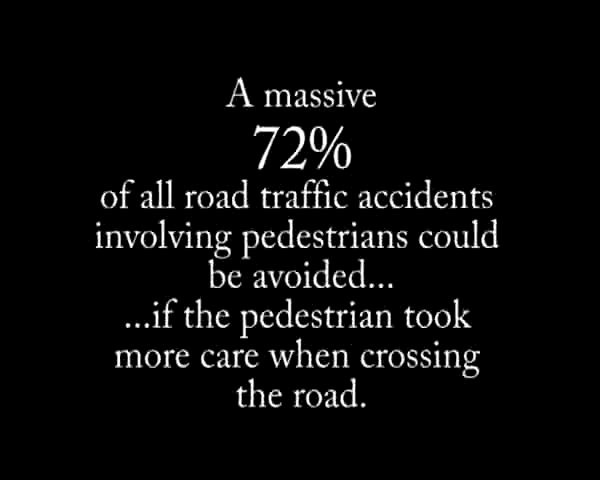 A massive
72%
of all road traffic accidents
involving pedestrians could
be avoided...
...if the pedestrian took
more care when crossing
the road.